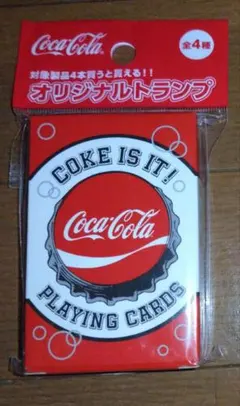 Coca-Cola
全4種
対象製品4本買うと貰える!!
オリジナルトランプ
COKE IS IT!
Coca-Cola
PLAYING CARDS